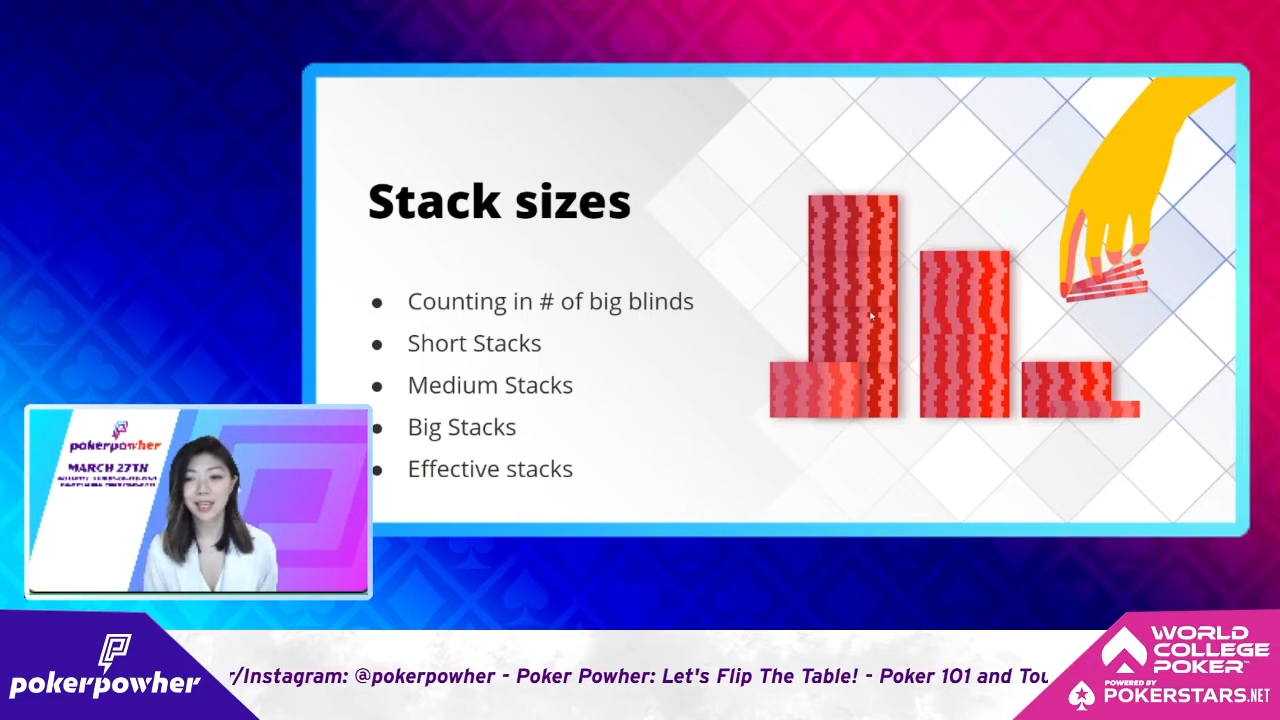 Stack sizes
● Counting in # of big blinds
● Short Stacks
● Medium Stacks
● Big Stacks
● Effective stacks
pokerpowher
MARCH 27TH
pokerpowher
r/Instagram: @pokerpowher - Poker Powher: Let's Flip The Table! - Poker 101 and Tou
WORLD
COLLEGE
POKER™
POWERED BY
POKERSTARS.NET